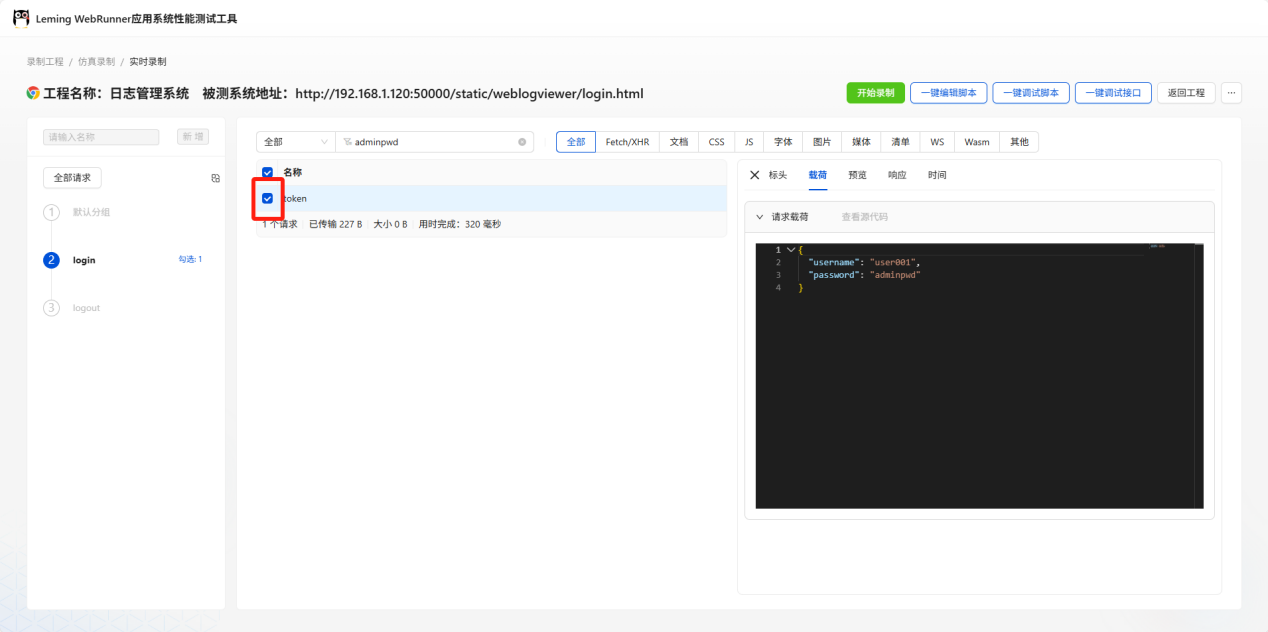 Leming WebRunner应用系统性能测试工具
录制工程 / 仿真录制 / 实时录制
工程名称：日志管理系统 被测系统地址：http://192.168.1.120:50000/static/weblogviewer/login.html
开始录制 一键编辑脚本 一键调试脚本 一键调试接口 返回工程 ···
请输入名称 新 增
全部请求
1 默认分组
2 login 勾选: 1
3 logout
全部 adminpwd
全部 Fetch/XHR 文档 CSS JS 字体 图片 媒体 清单 WS Wasm 其他
名称
token
1 个请求 已传输 227 B 大小 0 B 用时完成：320 毫秒
标头 载荷 预览 响应 时间
请求载荷 查看源代码
1 {
2 "username": "user001",
3 "password": "adminpwd"
4 }